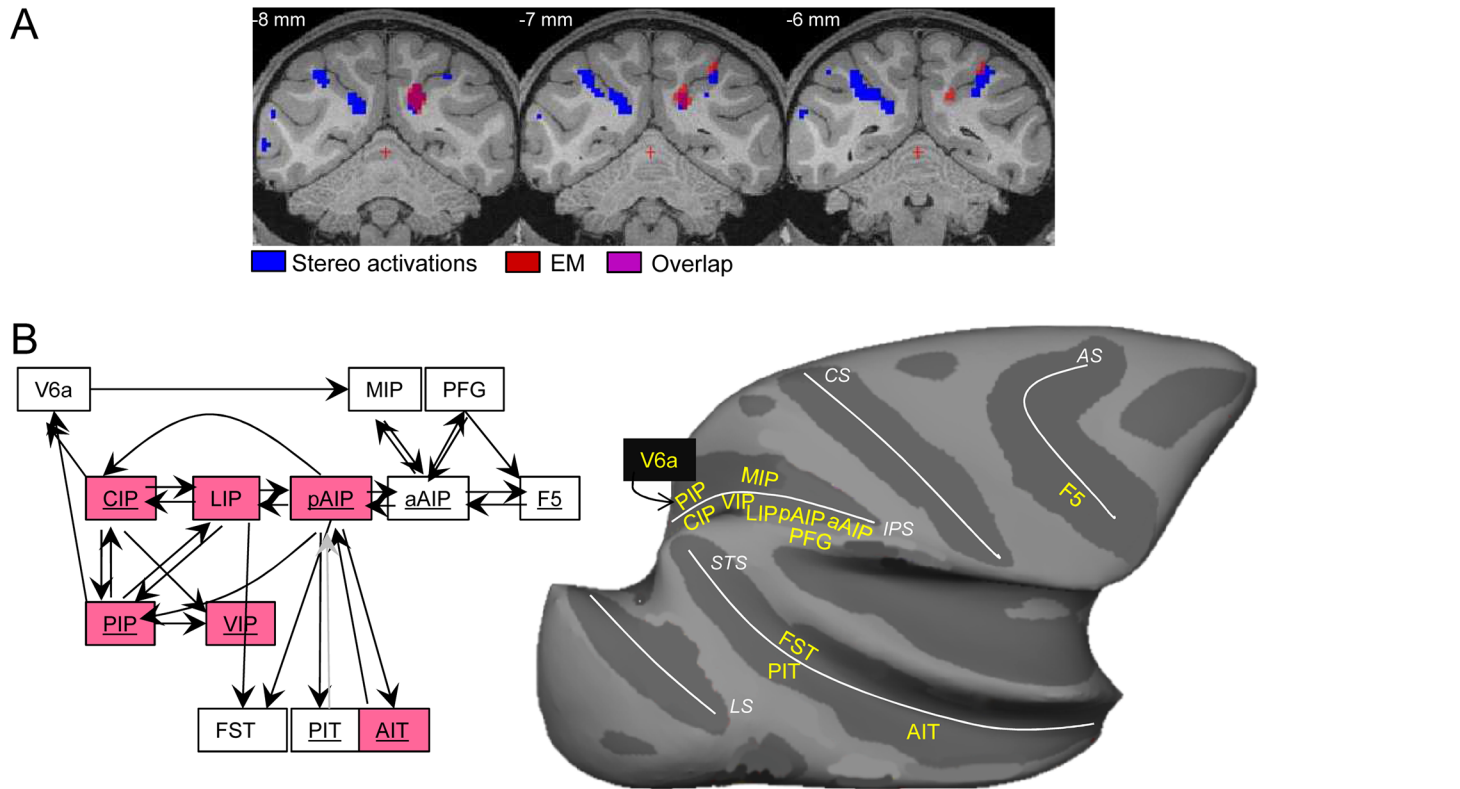 A
-8 mm
-7 mm
-6 mm
Stereo activations
EM
Overlap
B
V6a
MIP
PFG
CIP
LIP
pAIP
aAIP
F5
PIP
VIP
FST
PIT
AIT
V6a
PIP
MIP
CIP
VIP
LIP
pAIP
aAIP
PFG
IPS
CS
AS
F5
STS
FST
PIT
LS
AIT